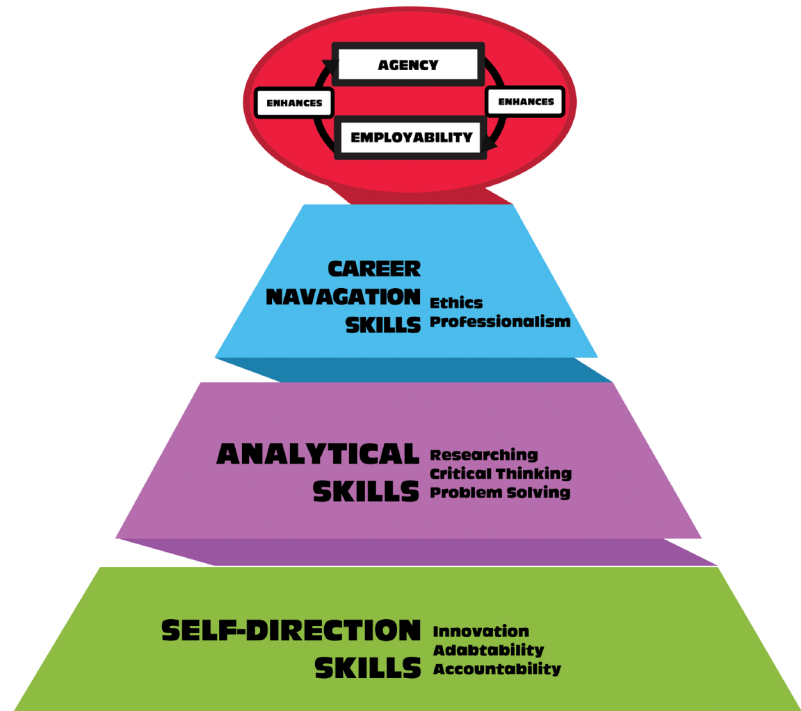 AGENCY
ENHANCES
ENHANCES
EMPLOYABILITY
CAREER
NAVAGATION
SKILLS
Ethics
Professionalism
ANALYTICAL
SKILLS
Researching
Critical Thinking
Problem Solving
SELF-DIRECTION
SKILLS
Innovation
Adabtability
Accountability